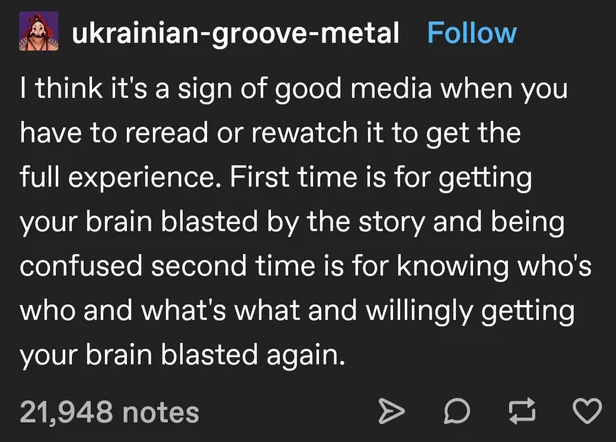 ukrainian-groove-metal Follow
I think it's a sign of good media when you
have to reread or rewatch it to get the
full experience. First time is for getting
your brain blasted by the story and being
confused second time is for knowing who's
who and what's what and willingly getting
your brain blasted again.
21,948 notes